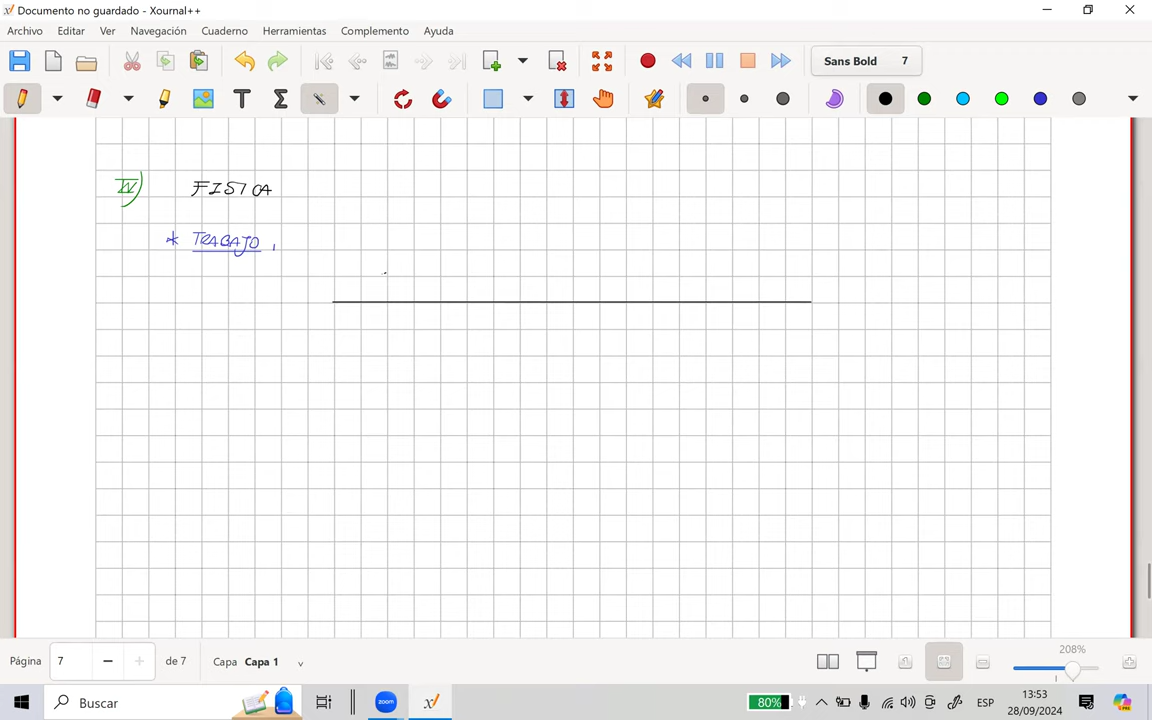 Documento no guardado - Xournal++
Archivo Editar Ver Navegación Cuaderno Herramientas Complemento Ayuda
Sans Bold 7
IV) FISICA
* TRABAJO
Página 7 de 7 Capa Capa 1 208%
Buscar zoom 80% ESP 13:53
28/09/2024